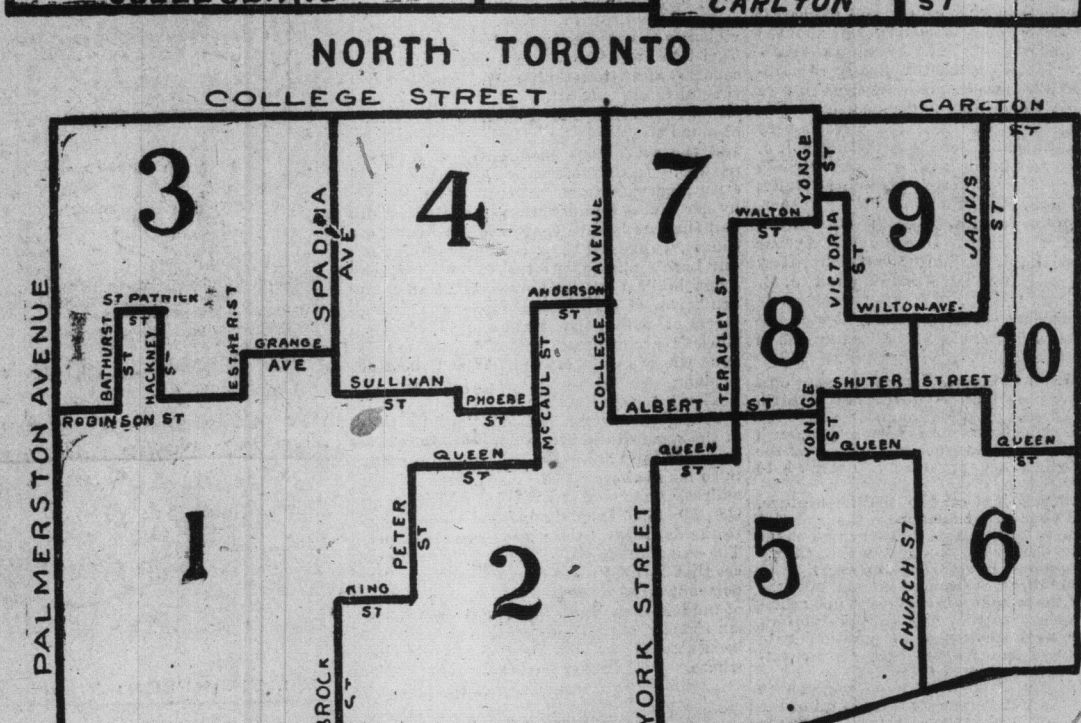 CARLTON
ST
NORTH TORONTO
COLLEGE STREET
CARLTON
ST
3
4
7
9
YONGE
ST
SPADIDIA
AVE
AVENUE
WALTON
ST
VICTORIA
ST
JARVIS
ST
PALMERSTON AVENUE
ST PATRICK
ST
BATHURST
ST
HACKNEY
ST
ESTHER.ST
GRANGE
AVE
ANDERSON
ST
COLLEGE
TERAULEY ST
8
WILTON AVE.
10
SULLIVAN
ST
PHOEBE
ST
MCCAUL ST
ALBERT ST
YONGE
ST
SHUTER STREET
ROBINSON ST
QUEEN
ST
QUEEN
ST
QUEEN
QUEEN
ST
1
PETER
ST
2
YORK STREET
5
CHURCH ST
6
KING
ST
BROCK
ST